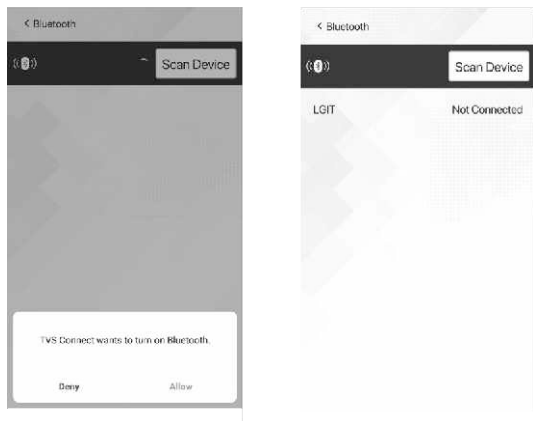 < Bluetooth
Scan Device
TVS Connect wants to turn on Bluetooth.
Deny
Allow
< Bluetooth
Scan Device
LGIT Not Connected